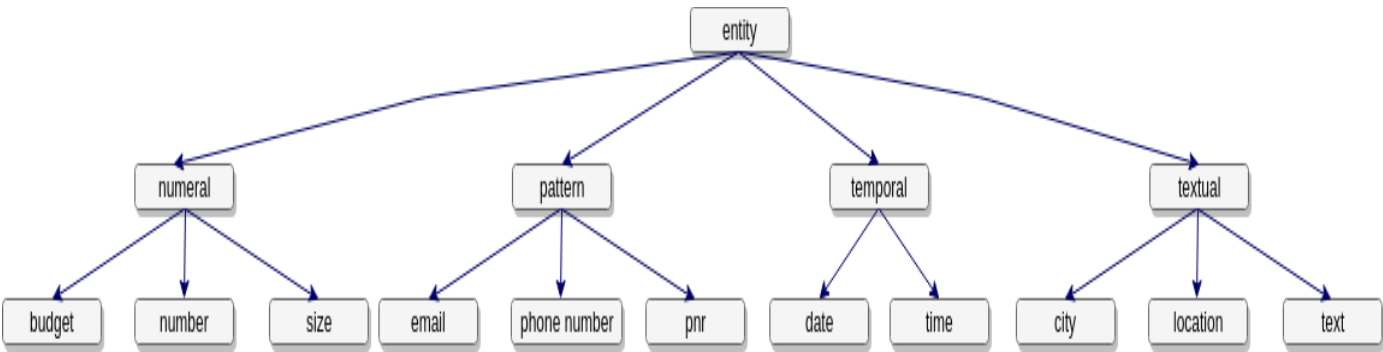 entity
numeral
pattern
temporal
textual
budget
number
size
email
phone number
pnr
date
time
city
location
text